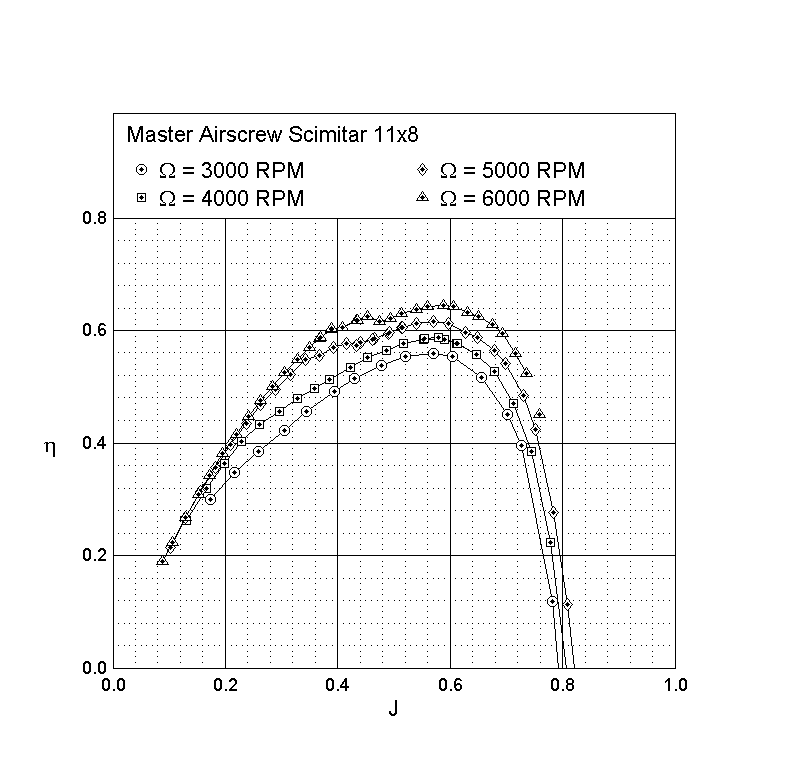 Master Airscrew Scimitar 11x8
Ω = 3000 RPM
Ω = 5000 RPM
Ω = 4000 RPM
Ω = 6000 RPM
0.8
0.6
0.4
η
0.2
0.0
0.0 0.2 0.4 0.6 0.8 1.0
J